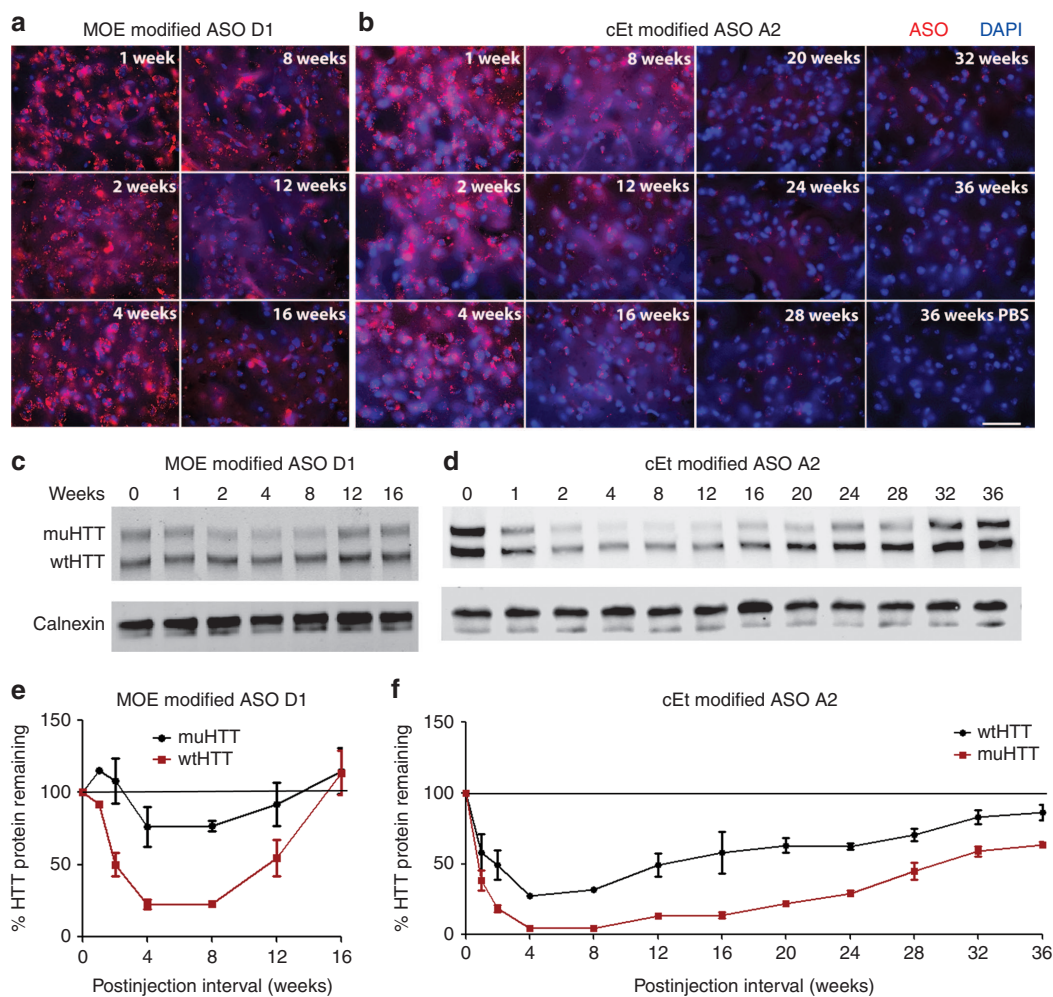 a
MOE modified ASO D1
1 week
8 weeks
2 weeks
12 weeks
4 weeks
16 weeks
b
cEt modified ASO A2
ASO
DAPI
1 week
8 weeks
20 weeks
32 weeks
2 weeks
12 weeks
24 weeks
36 weeks
4 weeks
16 weeks
28 weeks
36 weeks PBS
c
MOE modified ASO D1
Weeks 0 1 2 4 8 12 16
muHTT
wtHTT
Calnexin
d
cEt modified ASO A2
0 1 2 4 8 12 16 20 24 28 32 36
e
MOE modified ASO D1
% HTT protein remaining
150
100
50
0
muHTT
wtHTT
0 4 8 12 16
Postinjection interval (weeks)
f
cEt modified ASO A2
% HTT protein remaining
150
100
50
0
wtHTT
muHTT
0 4 8 12 16 20 24 28 32 36
Postinjection interval (weeks)